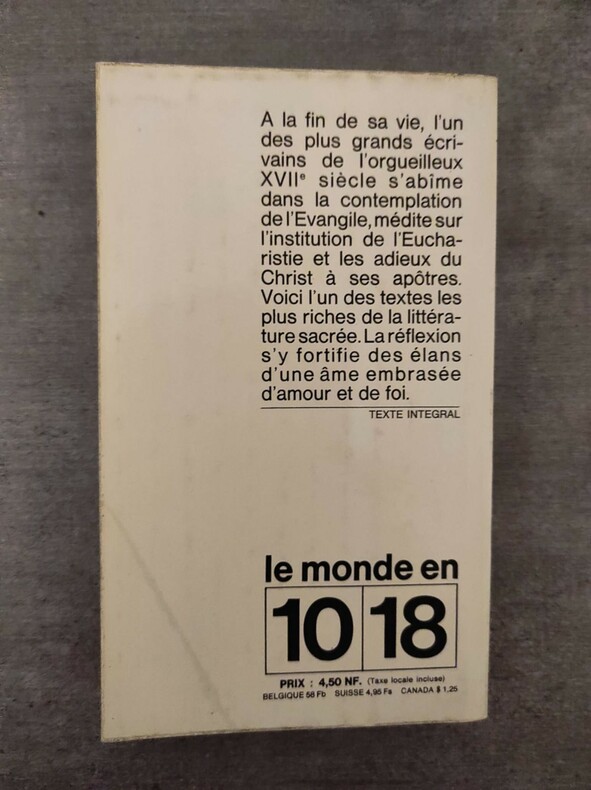 A la fin de sa vie, l'un
des plus grands écri-
vains de l'orgueilleux
XVIIe siècle s'abîme
dans la contemplation
de l'Evangile, médite sur
l'institution de l'Eucha-
ristie et les adieux du
Christ à ses apôtres.
Voici l'un des textes les
plus riches de la littéra-
ture sacrée. La réflexion
s'y fortifie des élans
d'une âme embrasée
d'amour et de foi.
TEXTE INTEGRAL
le monde en
10 18
PRIX : 4,50 NF. (Taxe locale incluse)
BELGIQUE 58 Fb SUISSE 4,95 Fs CANADA $ 1,25